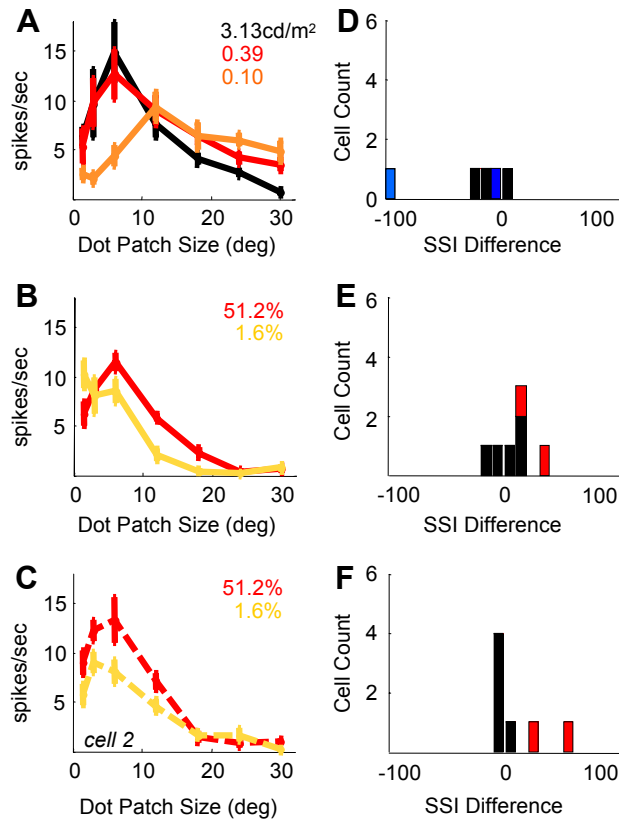 A
3.13cd/m²
0.39
0.10
15
10
5
spikes/sec
0 10 20 30
Dot Patch Size (deg)
D
6
4
2
0
Cell Count
-100 0 100
SSI Difference
B
51.2%
1.6%
15
10
5
spikes/sec
0 10 20 30
Dot Patch Size (deg)
E
6
4
2
Cell Count
-100 0 100
SSI Difference
C
51.2%
1.6%
15
10
5
spikes/sec
cell 2
0 10 20 30
Dot Patch Size (deg)
F
6
4
2
Cell Count
-100 0 100
SSI Difference